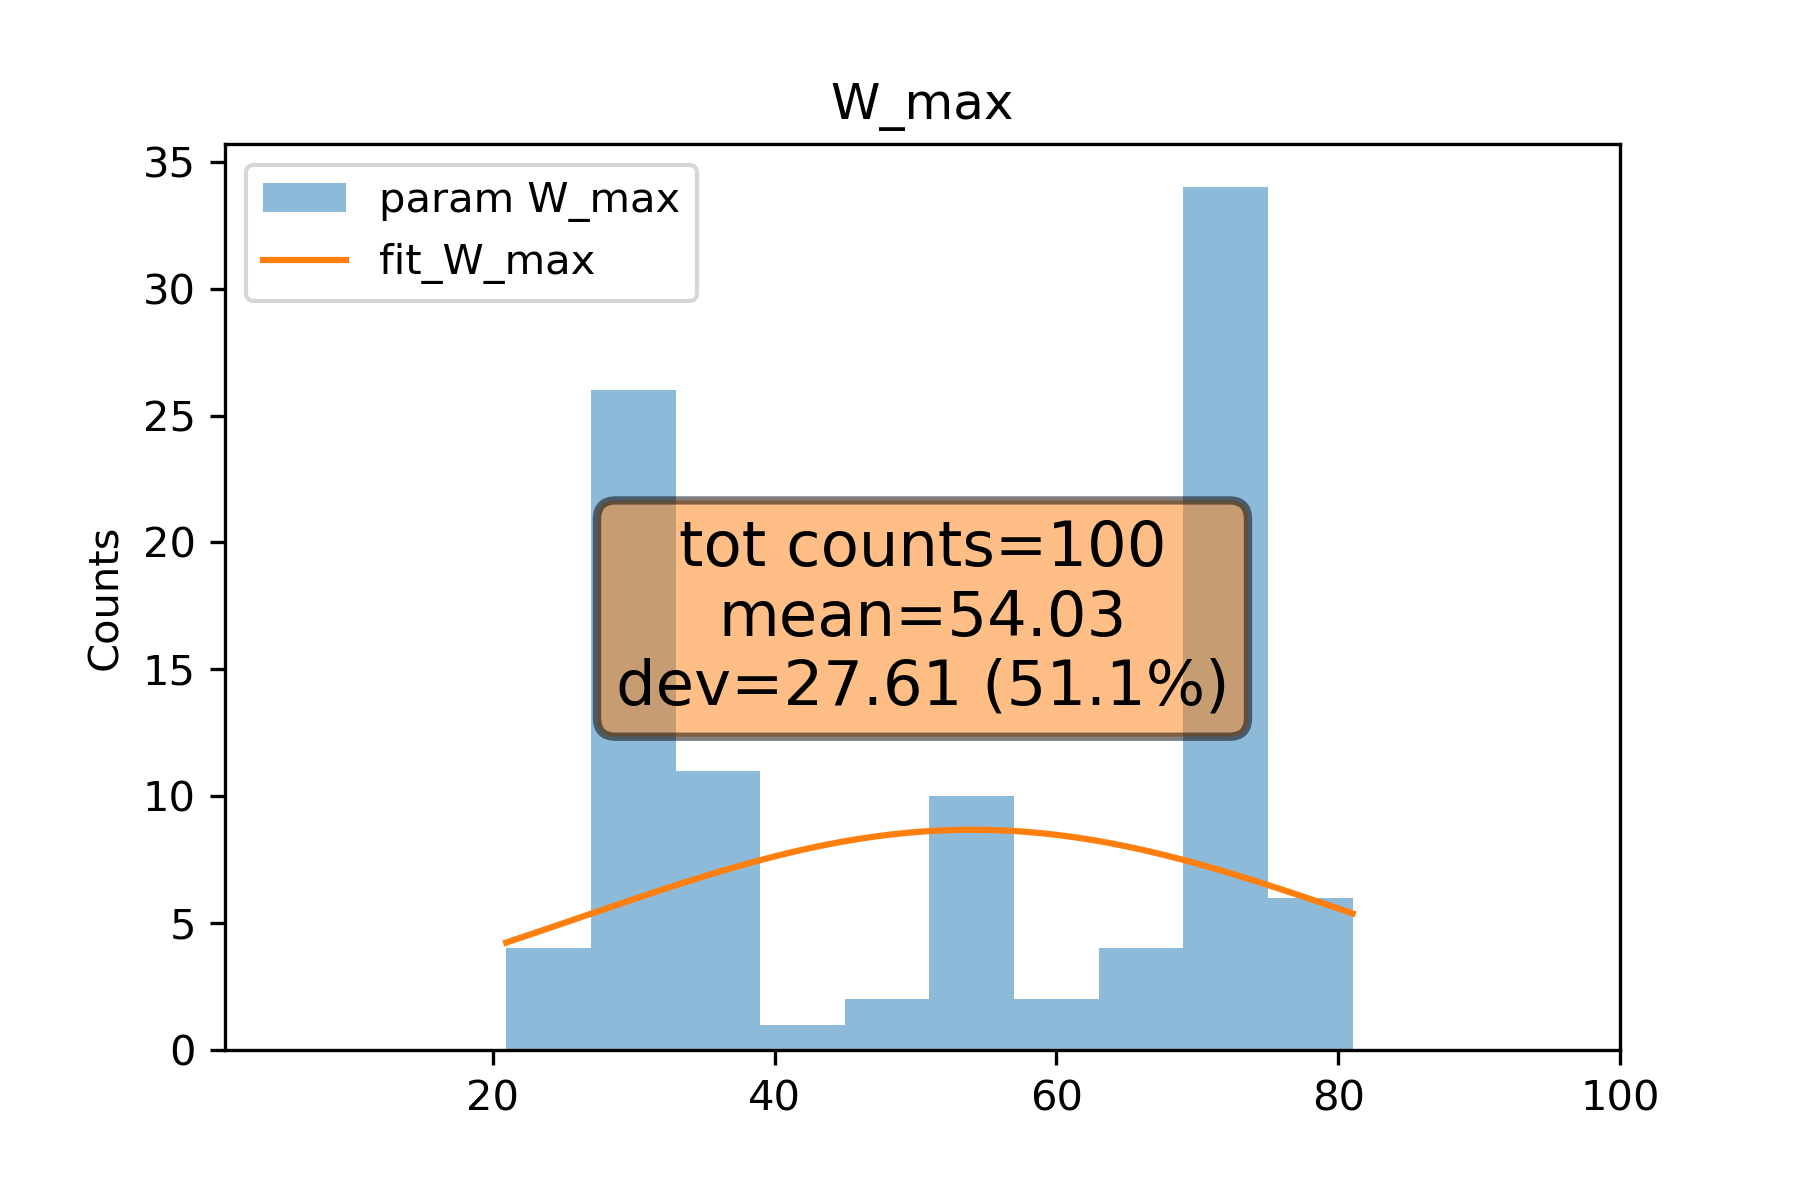 W_max
param W_max
fit_W_max
35
30
25
20
15
10
5
0
Counts
tot counts=100
mean=54.03
dev=27.61 (51.1%)
20 40 60 80 100